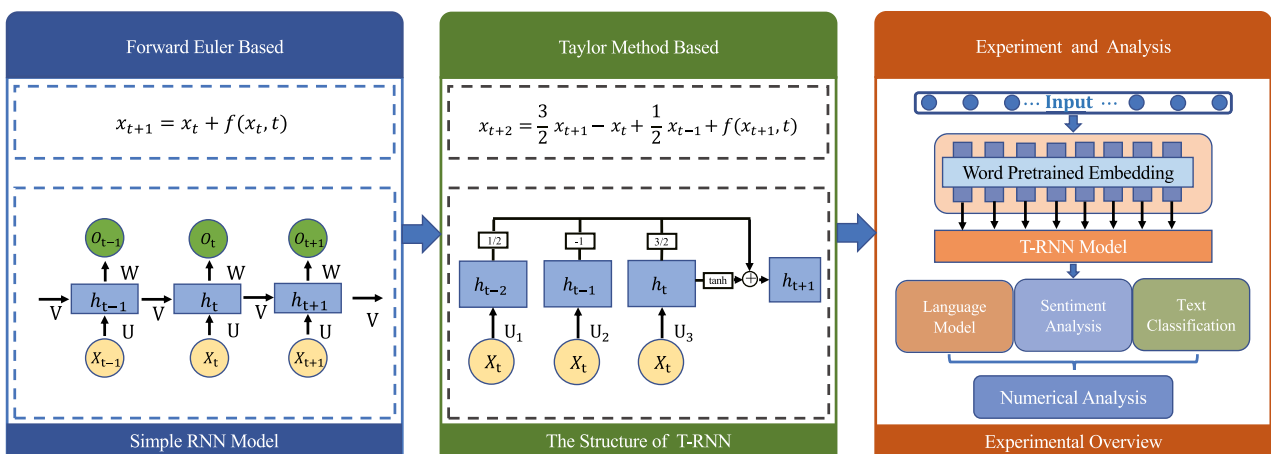 Forward Euler Based
x_{t+1} = x_t + f(x_t, t)
O_{t-1} O_t O_{t+1}
W W W
h_{t-1} h_t h_{t+1}
V V V V
U U U
X_{t-1} X_t X_{t+1}
Simple RNN Model
Taylor Method Based
x_{t+2} = \frac{3}{2} x_{t+1} − x_t + \frac{1}{2} x_{t-1} + f(x_{t+1}, t)
1/2 -1 3/2
h_{t-2} h_{t-1} h_t tanh + h_{t+1}
U_1 U_2 U_3
X_t X_t X_t
The Structure of T-RNN
Experiment and Analysis
··· Input ···
Word Pretrained Embedding
T-RNN Model
Language
Model
Sentiment
Analysis
Text
Classification
Numerical Analysis
Experimental Overview